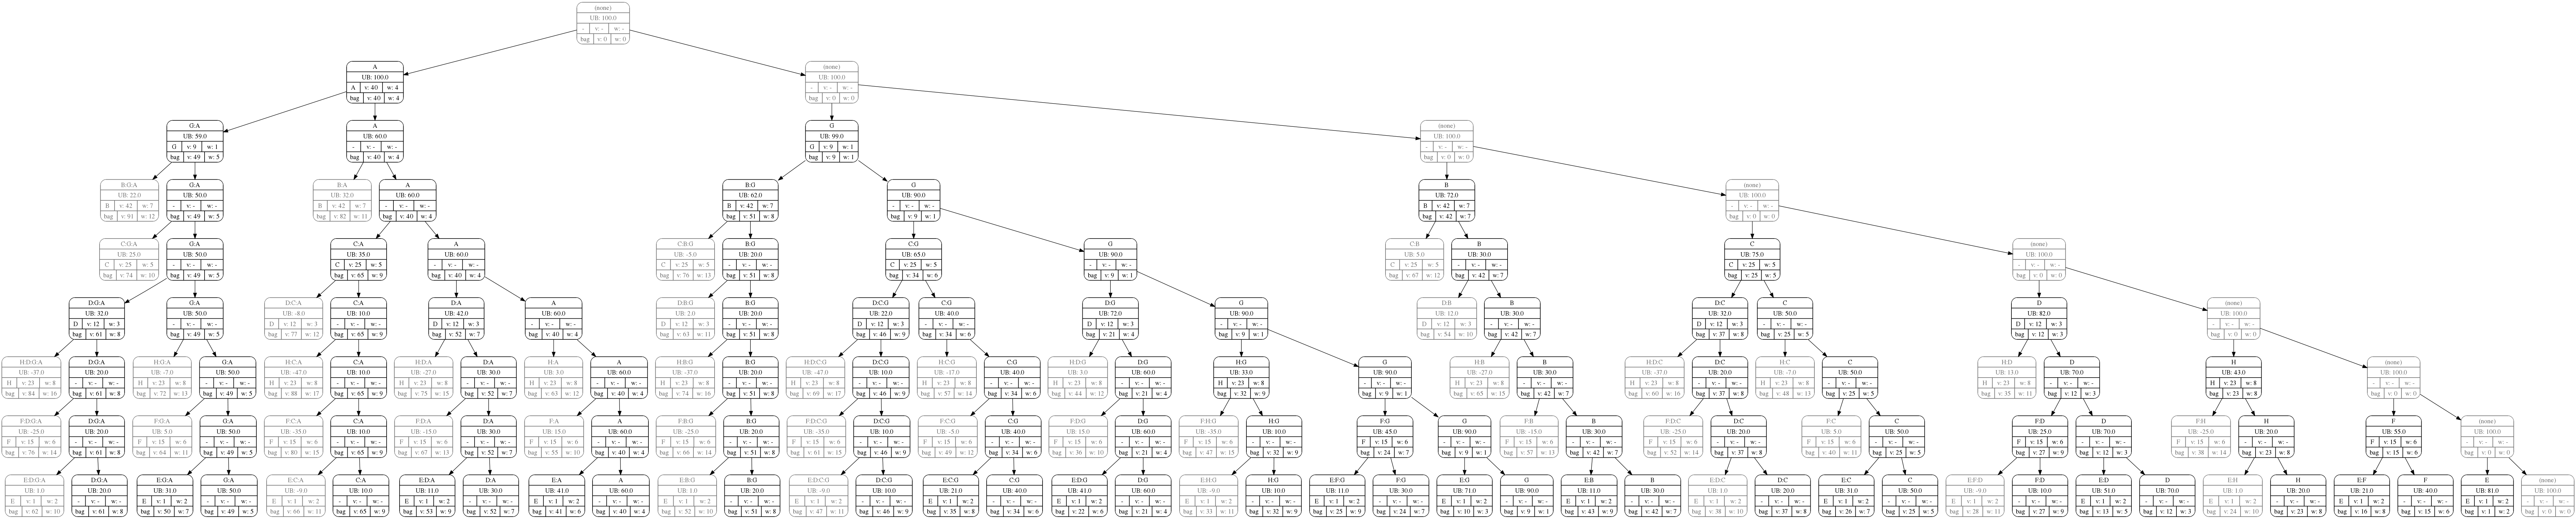 (none)
UB: 100.0
- v: - w: -
bag v: 0 w: 0
A (none)
UB: 100.0 UB: 100.0
A v: 40 w: 4 - v: - w: -
bag v: 40 w: 4 bag v: 0 w: 0
G:A A G (none)
UB: 59.0 UB: 60.0 UB: 99.0 UB: 100.0
G v: 9 w: 1 - v: - w: - G v: 9 w: 1 - v: - w: -
bag v: 49 w: 5 bag v: 40 w: 4 bag v: 9 w: 1 bag v: 0 w: 0
B:G:A G:A B:A A B:G G B (none)
UB: 22.0 UB: 50.0 UB: 32.0 UB: 60.0 UB: 62.0 UB: 90.0 UB: 72.0 UB: 100.0
B v: 42 w: 7 - v: - w: - B v: 42 w: 7 - v: - w: - B v: 42 w: 7 - v: - w: - B v: 42 w: 7 - v: - w: -
bag v: 91 w: 12 bag v: 49 w: 5 bag v: 82 w: 11 bag v: 40 w: 4 bag v: 51 w: 8 bag v: 9 w: 1 bag v: 42 w: 7 bag v: 0 w: 0
C:G:A G:A C:A A C:B:G B:G C:G G C:B B C (none)
UB: 25.0 UB: 50.0 UB: 35.0 UB: 60.0 UB: -5.0 UB: 20.0 UB: 65.0 UB: 90.0 UB: 5.0 UB: 30.0 UB: 75.0 UB: 100.0
C v: 25 w: 5 - v: - w: - C v: 25 w: 5 - v: - w: - C v: 25 w: 5 - v: - w: - C v: 25 w: 5 - v: - w: - C v: 25 w: 5 - v: - w: - C v: 25 w: 5 - v: - w: -
bag v: 74 w: 10 bag v: 49 w: 5 bag v: 65 w: 9 bag v: 40 w: 4 bag v: 76 w: 13 bag v: 51 w: 8 bag v: 34 w: 6 bag v: 9 w: 1 bag v: 67 w: 12 bag v: 42 w: 7 bag v: 25 w: 5 bag v: 0 w: 0
D:G:A G:A D:C:A C:A D:A A D:B:G B:G D:C:G C:G D:G G D:B B D:C C D (none)
UB: 32.0 UB: 50.0 UB: -8.0 UB: 10.0 UB: 42.0 UB: 60.0 UB: 2.0 UB: 20.0 UB: 22.0 UB: 40.0 UB: 72.0 UB: 90.0 UB: 12.0 UB: 30.0 UB: 32.0 UB: 50.0 UB: 82.0 UB: 100.0
D v: 12 w: 3 - v: - w: - D v: 12 w: 3 - v: - w: - D v: 12 w: 3 - v: - w: - D v: 12 w: 3 - v: - w: - D v: 12 w: 3 - v: - w: - D v: 12 w: 3 - v: - w: - D v: 12 w: 3 - v: - w: - D v: 12 w: 3 - v: - w: - D v: 12 w: 3 - v: - w: -
bag v: 61 w: 8 bag v: 49 w: 5 bag v: 77 w: 12 bag v: 65 w: 9 bag v: 52 w: 7 bag v: 40 w: 4 bag v: 63 w: 11 bag v: 51 w: 8 bag v: 46 w: 9 bag v: 34 w: 6 bag v: 21 w: 4 bag v: 9 w: 1 bag v: 54 w: 10 bag v: 42 w: 7 bag v: 37 w: 8 bag v: 25 w: 5 bag v: 12 w: 3 bag v: 0 w: 0
H:D:G:A D:G:A H:G:A G:A H:C:A C:A H:D:A D:A H:A A H:B:G B:G H:D:C:G D:C:G H:C:G C:G H:D:G D:G H:G G H:B B H:D:C D:C H:C C H:D D H (none)
UB: -37.0 UB: 20.0 UB: -7.0 UB: 50.0 UB: -47.0 UB: 10.0 UB: -27.0 UB: 30.0 UB: 3.0 UB: 60.0 UB: -37.0 UB: 20.0 UB: -47.0 UB: 10.0 UB: -17.0 UB: 40.0 UB: 3.0 UB: 60.0 UB: 33.0 UB: 90.0 UB: -27.0 UB: 30.0 UB: -37.0 UB: 20.0 UB: -7.0 UB: 50.0 UB: 13.0 UB: 70.0 UB: 43.0 UB: 100.0
H v: 23 w: 8 - v: - w: - H v: 23 w: 8 - v: - w: - H v: 23 w: 8 - v: - w: - H v: 23 w: 8 - v: - w: - H v: 23 w: 8 - v: - w: - H v: 23 w: 8 - v: - w: - H v: 23 w: 8 - v: - w: - H v: 23 w: 8 - v: - w: - H v: 23 w: 8 - v: - w: - H v: 23 w: 8 - v: - w: - H v: 23 w: 8 - v: - w: - H v: 23 w: 8 - v: - w: - H v: 23 w: 8 - v: - w: - H v: 23 w: 8 - v: - w: - H v: 23 w: 8 - v: - w: -
bag v: 84 w: 16 bag v: 61 w: 8 bag v: 72 w: 13 bag v: 49 w: 5 bag v: 88 w: 17 bag v: 65 w: 9 bag v: 75 w: 15 bag v: 52 w: 7 bag v: 63 w: 12 bag v: 40 w: 4 bag v: 74 w: 16 bag v: 51 w: 8 bag v: 69 w: 17 bag v: 46 w: 9 bag v: 57 w: 14 bag v: 34 w: 6 bag v: 44 w: 12 bag v: 21 w: 4 bag v: 32 w: 9 bag v: 9 w: 1 bag v: 65 w: 15 bag v: 42 w: 7 bag v: 60 w: 16 bag v: 37 w: 8 bag v: 48 w: 13 bag v: 25 w: 5 bag v: 35 w: 11 bag v: 12 w: 3 bag v: 23 w: 8 bag v: 0 w: 0
F:D:G:A D:G:A F:G:A G:A F:C:A C:A F:D:A D:A F:A A F:B:G B:G F:D:C:G D:C:G F:C:G C:G F:D:G D:G F:H:G H:G F:G G F:B B F:D:C D:C F:C C F:D D F:H H F (none)
UB: -25.0 UB: 20.0 UB: 5.0 UB: 50.0 UB: -35.0 UB: 10.0 UB: -15.0 UB: 30.0 UB: 15.0 UB: 60.0 UB: -25.0 UB: 20.0 UB: -35.0 UB: 10.0 UB: -5.0 UB: 40.0 UB: 15.0 UB: 60.0 UB: -35.0 UB: 10.0 UB: 45.0 UB: 90.0 UB: -15.0 UB: 30.0 UB: -25.0 UB: 20.0 UB: 5.0 UB: 50.0 UB: 25.0 UB: 70.0 UB: -25.0 UB: 20.0 UB: 55.0 UB: 100.0
F v: 15 w: 6 - v: - w: - F v: 15 w: 6 - v: - w: - F v: 15 w: 6 - v: - w: - F v: 15 w: 6 - v: - w: - F v: 15 w: 6 - v: - w: - F v: 15 w: 6 - v: - w: - F v: 15 w: 6 - v: - w: - F v: 15 w: 6 - v: - w: - F v: 15 w: 6 - v: - w: - F v: 15 w: 6 - v: - w: - F v: 15 w: 6 - v: - w: - F v: 15 w: 6 - v: - w: - F v: 15 w: 6 - v: - w: - F v: 15 w: 6 - v: - w: - F v: 15 w: 6 - v: - w: - F v: 15 w: 6 - v: - w: - F v: 15 w: 6 - v: - w: -
bag v: 76 w: 14 bag v: 61 w: 8 bag v: 64 w: 11 bag v: 49 w: 5 bag v: 80 w: 15 bag v: 65 w: 9 bag v: 67 w: 13 bag v: 52 w: 7 bag v: 55 w: 10 bag v: 40 w: 4 bag v: 66 w: 14 bag v: 51 w: 8 bag v: 61 w: 15 bag v: 46 w: 9 bag v: 49 w: 12 bag v: 34 w: 6 bag v: 36 w: 10 bag v: 21 w: 4 bag v: 47 w: 15 bag v: 32 w: 9 bag v: 24 w: 7 bag v: 9 w: 1 bag v: 57 w: 13 bag v: 42 w: 7 bag v: 52 w: 14 bag v: 37 w: 8 bag v: 40 w: 11 bag v: 25 w: 5 bag v: 27 w: 9 bag v: 12 w: 3 bag v: 38 w: 14 bag v: 23 w: 8 bag v: 15 w: 6 bag v: 0 w: 0
E:D:G:A D:G:A E:G:A G:A E:C:A C:A E:D:A D:A E:A A E:B:G B:G E:D:C:G D:C:G E:C:G C:G E:D:G D:G E:H:G H:G E:F:G F:G E:G G E:B B E:D:C D:C E:C C E:F:D F:D E:D D E:H H E:F F E (none)
UB: 1.0 UB: 20.0 UB: 31.0 UB: 50.0 UB: -9.0 UB: 10.0 UB: 11.0 UB: 30.0 UB: 41.0 UB: 60.0 UB: 1.0 UB: 20.0 UB: -9.0 UB: 10.0 UB: 21.0 UB: 40.0 UB: 41.0 UB: 60.0 UB: -9.0 UB: 10.0 UB: 11.0 UB: 30.0 UB: 71.0 UB: 90.0 UB: 11.0 UB: 30.0 UB: 1.0 UB: 20.0 UB: 31.0 UB: 50.0 UB: -9.0 UB: 10.0 UB: 51.0 UB: 70.0 UB: 1.0 UB: 20.0 UB: 21.0 UB: 40.0 UB: 81.0 UB: 100.0
E v: 1 w: 2 - v: - w: - E v: 1 w: 2 - v: - w: - E v: 1 w: 2 - v: - w: - E v: 1 w: 2 - v: - w: - E v: 1 w: 2 - v: - w: - E v: 1 w: 2 - v: - w: - E v: 1 w: 2 - v: - w: - E v: 1 w: 2 - v: - w: - E v: 1 w: 2 - v: - w: - E v: 1 w: 2 - v: - w: - E v: 1 w: 2 - v: - w: - E v: 1 w: 2 - v: - w: - E v: 1 w: 2 - v: - w: - E v: 1 w: 2 - v: - w: - E v: 1 w: 2 - v: - w: - E v: 1 w: 2 - v: - w: - E v: 1 w: 2 - v: - w: - E v: 1 w: 2 - v: - w: - E v: 1 w: 2 - v: - w: - E v: 1 w: 2 - v: - w: -
bag v: 62 w: 10 bag v: 61 w: 8 bag v: 50 w: 7 bag v: 49 w: 5 bag v: 66 w: 11 bag v: 65 w: 9 bag v: 53 w: 9 bag v: 52 w: 7 bag v: 41 w: 6 bag v: 40 w: 4 bag v: 52 w: 10 bag v: 51 w: 8 bag v: 47 w: 11 bag v: 46 w: 9 bag v: 35 w: 8 bag v: 34 w: 6 bag v: 22 w: 6 bag v: 21 w: 4 bag v: 33 w: 11 bag v: 32 w: 9 bag v: 25 w: 9 bag v: 24 w: 7 bag v: 10 w: 3 bag v: 9 w: 1 bag v: 43 w: 9 bag v: 42 w: 7 bag v: 38 w: 10 bag v: 37 w: 8 bag v: 26 w: 7 bag v: 25 w: 5 bag v: 28 w: 11 bag v: 27 w: 9 bag v: 13 w: 5 bag v: 12 w: 3 bag v: 24 w: 10 bag v: 23 w: 8 bag v: 16 w: 8 bag v: 15 w: 6 bag v: 1 w: 2 bag v: 0 w: 0